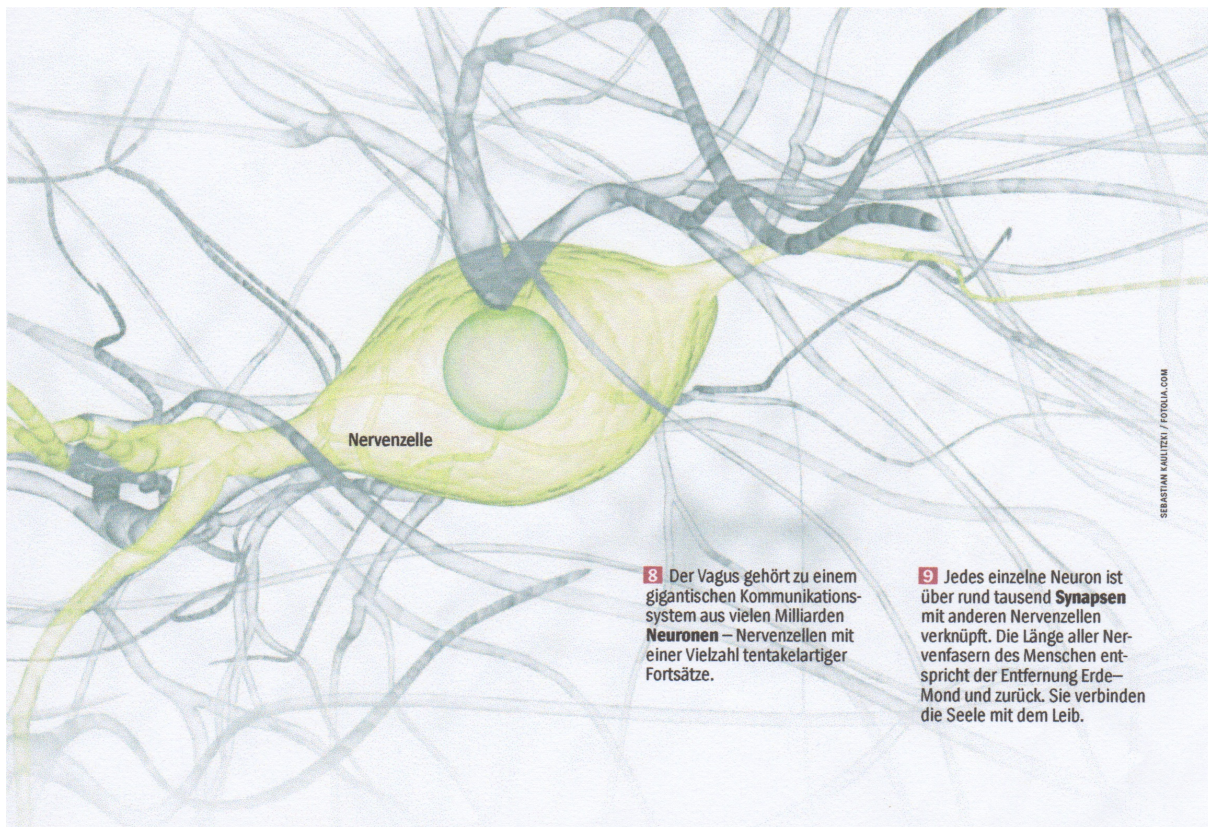 Nervenzelle
8 Der Vagus gehört zu einem
gigantischen Kommunikations-
system aus vielen Milliarden
Neuronen – Nervenzellen mit
einer Vielzahl tentakelartiger
Fortsätze.
9 Jedes einzelne Neuron ist
über rund tausend Synapsen
mit anderen Nervenzellen
verknüpft. Die Länge aller Ner-
venfasern des Menschen ent-
spricht der Entfernung Erde–
Mond und zurück. Sie verbinden
die Seele mit dem Leib.
SEBASTIAN KAULITZKI / FOTOLIA.COM